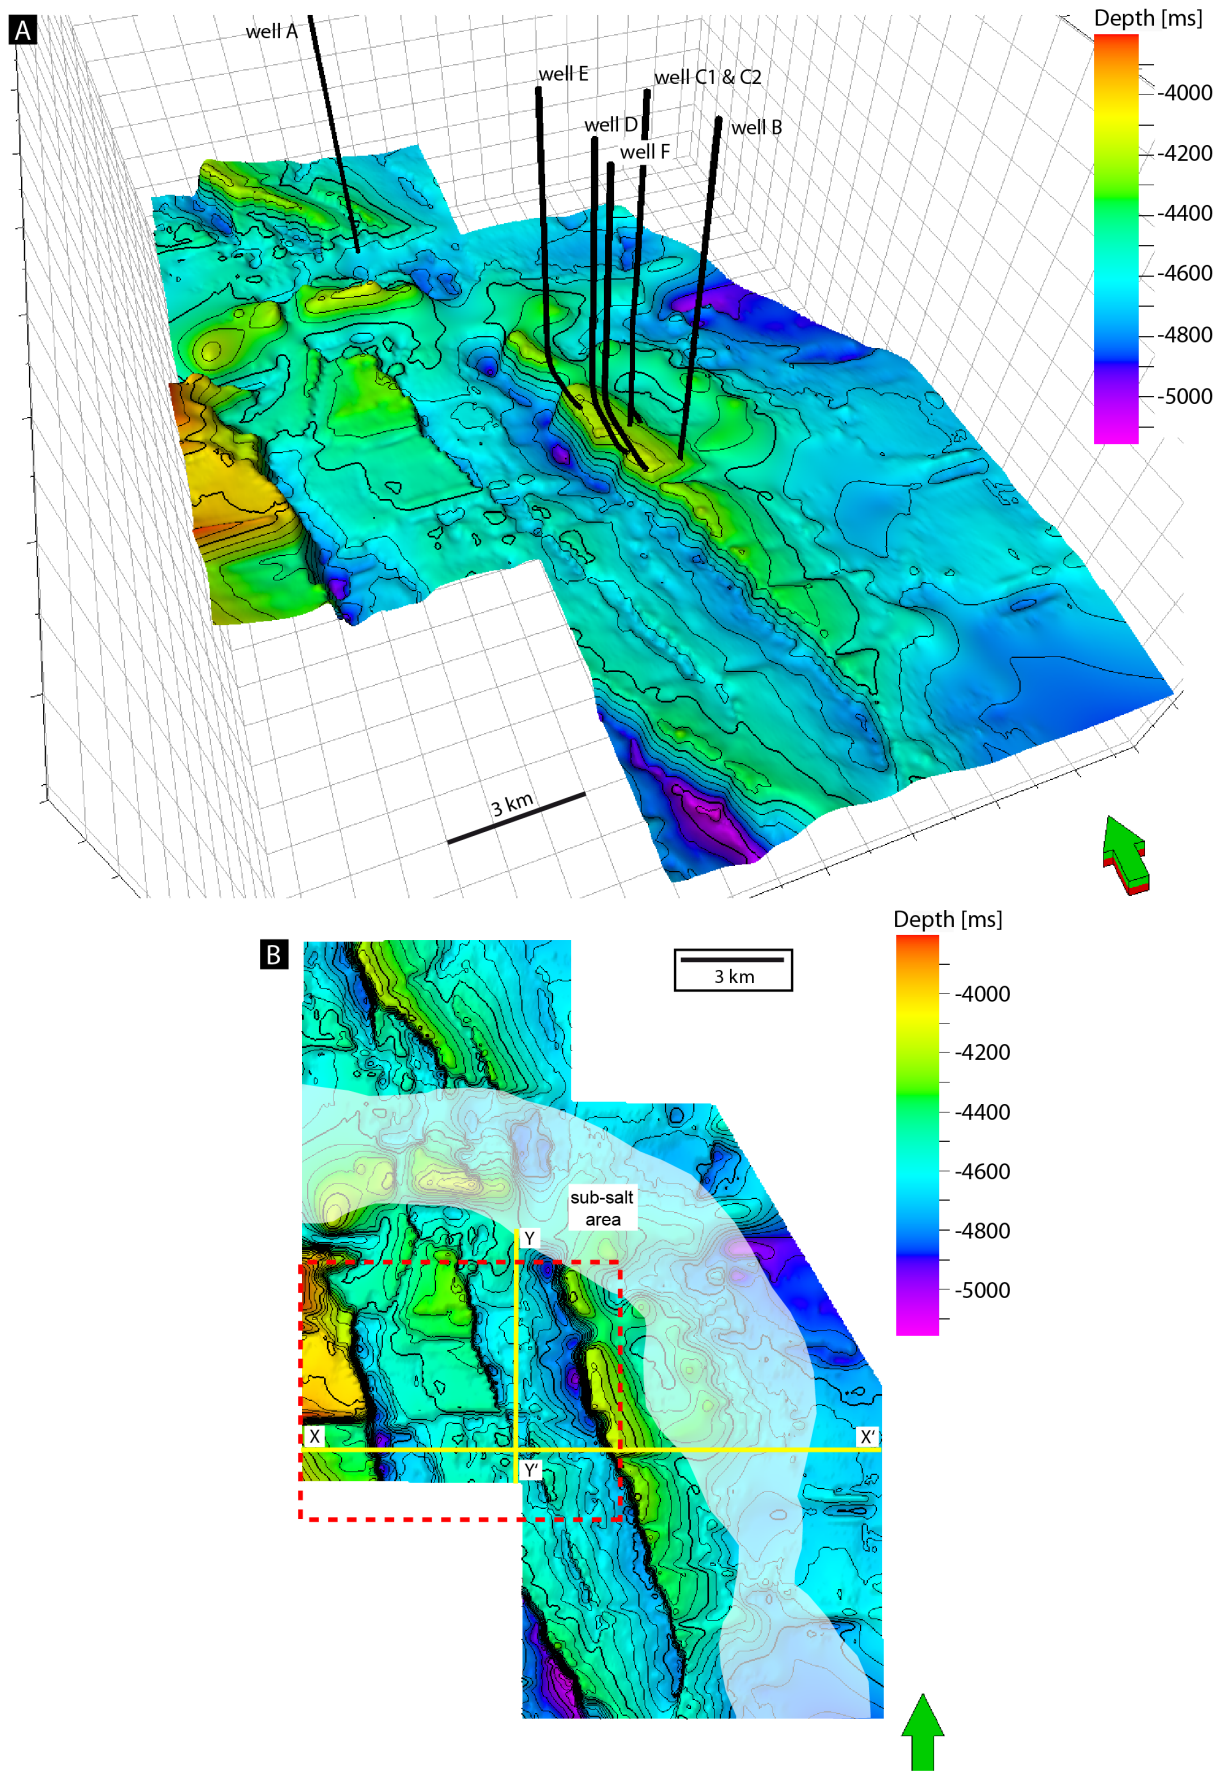 A
Depth [ms]
well A
well E
well C1 & C2
well D
well B
well F
-4000
-4200
-4400
-4600
-4800
-5000
3 km
B
Depth [ms]
3 km
-4000
-4200
-4400
-4600
-4800
-5000
sub-salt
area
Y
X
X'
Y'